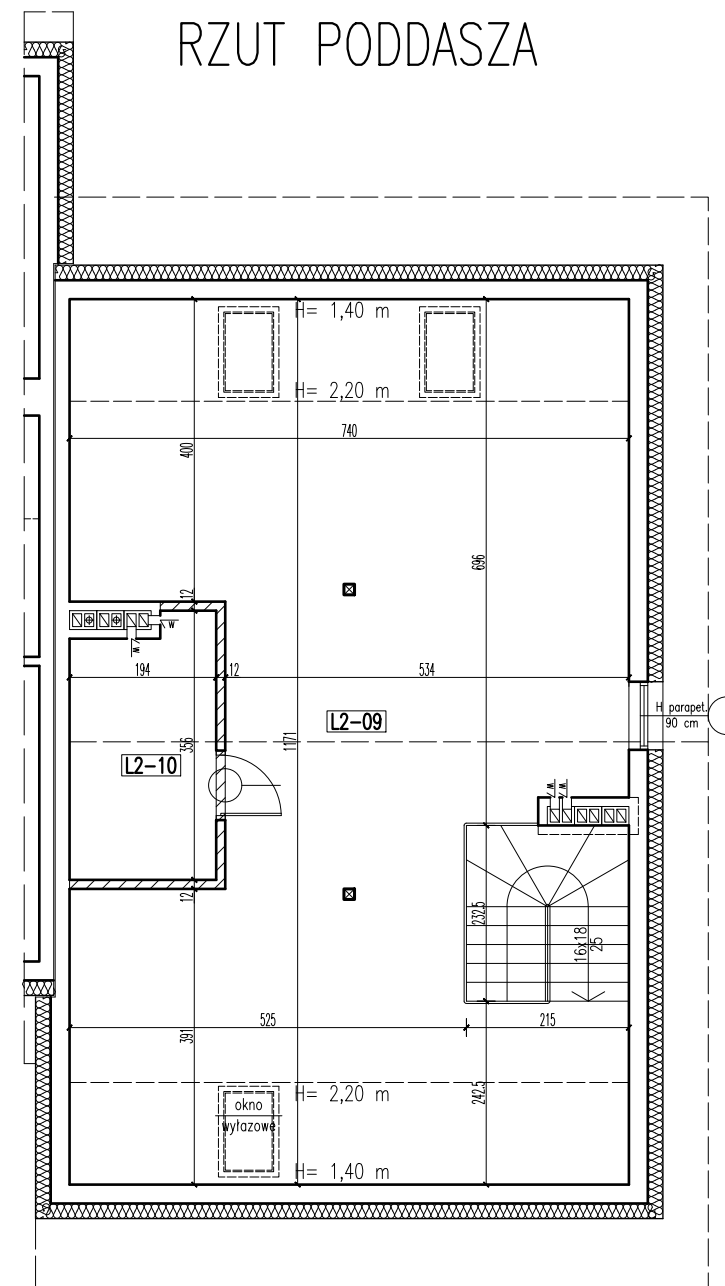 RZUT PODDASZA
H= 1,40 m
H= 2,20 m
740
400
696
12
w
w
194
12
534
L2-09
H parapet.
90 cm
1171
356
L2-10
w
w
12
232.5
16x18
25
525
215
391
H= 2,20 m
242.5
okno
wyłazowe
H= 1,40 m